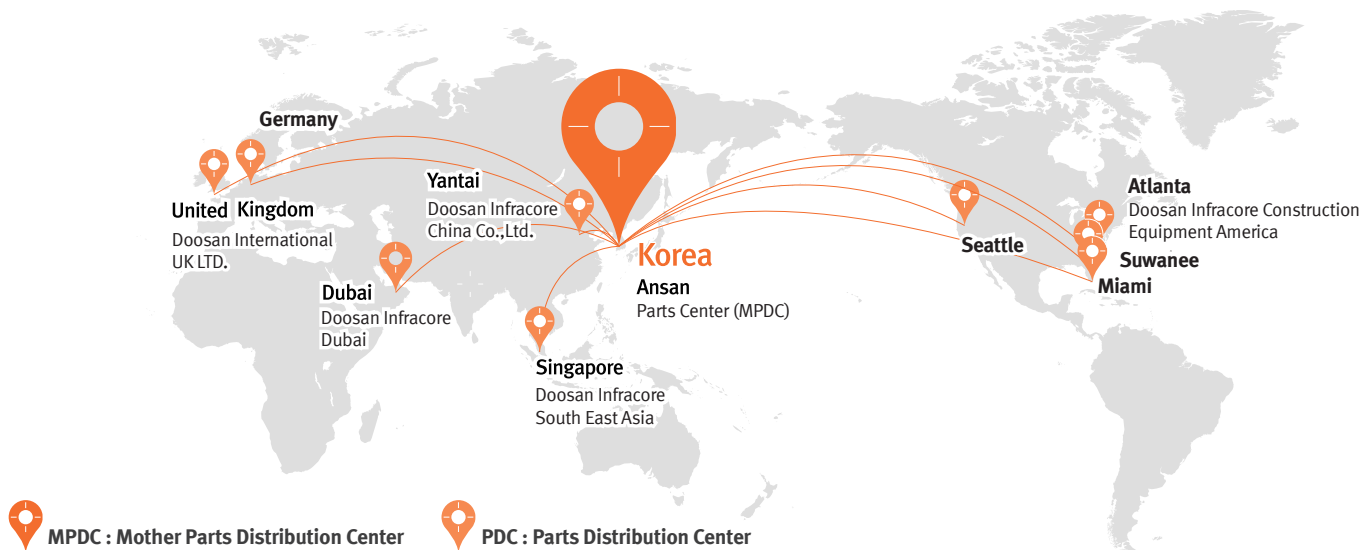 Germany
United Kingdom
Doosan International
UK LTD.
Yantai
Doosan Infracore
China Co.,Ltd.
Dubai
Doosan Infracore
Dubai
Korea
Ansan
Parts Center (MPDC)
Singapore
Doosan Infracore
South East Asia
Seattle
Atlanta
Doosan Infracore Construction
Equipment America
Suwanee
Miami
MPDC : Mother Parts Distribution Center
PDC : Parts Distribution Center